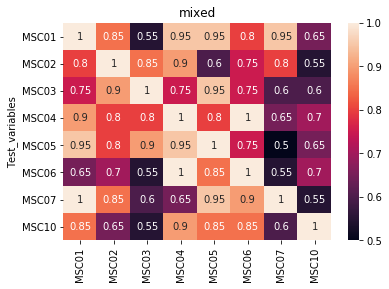 mixed
Test_variables
MSC01 1 0.85 0.55 0.95 0.95 0.8 0.95 0.65
MSC02 0.8 1 0.85 0.9 0.6 0.75 0.8 0.55
MSC03 0.75 0.9 1 0.75 0.95 0.75 0.6 0.6
MSC04 0.9 0.8 0.8 1 0.8 1 0.65 0.7
MSC05 0.95 0.8 0.9 0.95 1 0.75 0.5 0.65
MSC06 0.65 0.7 0.55 1 0.85 1 0.55 0.7
MSC07 1 0.85 0.6 0.65 0.95 0.9 1 0.55
MSC10 0.85 0.65 0.55 0.9 0.85 0.85 0.6 1
MSC01 MSC02 MSC03 MSC04 MSC05 MSC06 MSC07 MSC10
1.0
0.9
0.8
0.7
0.6
0.5